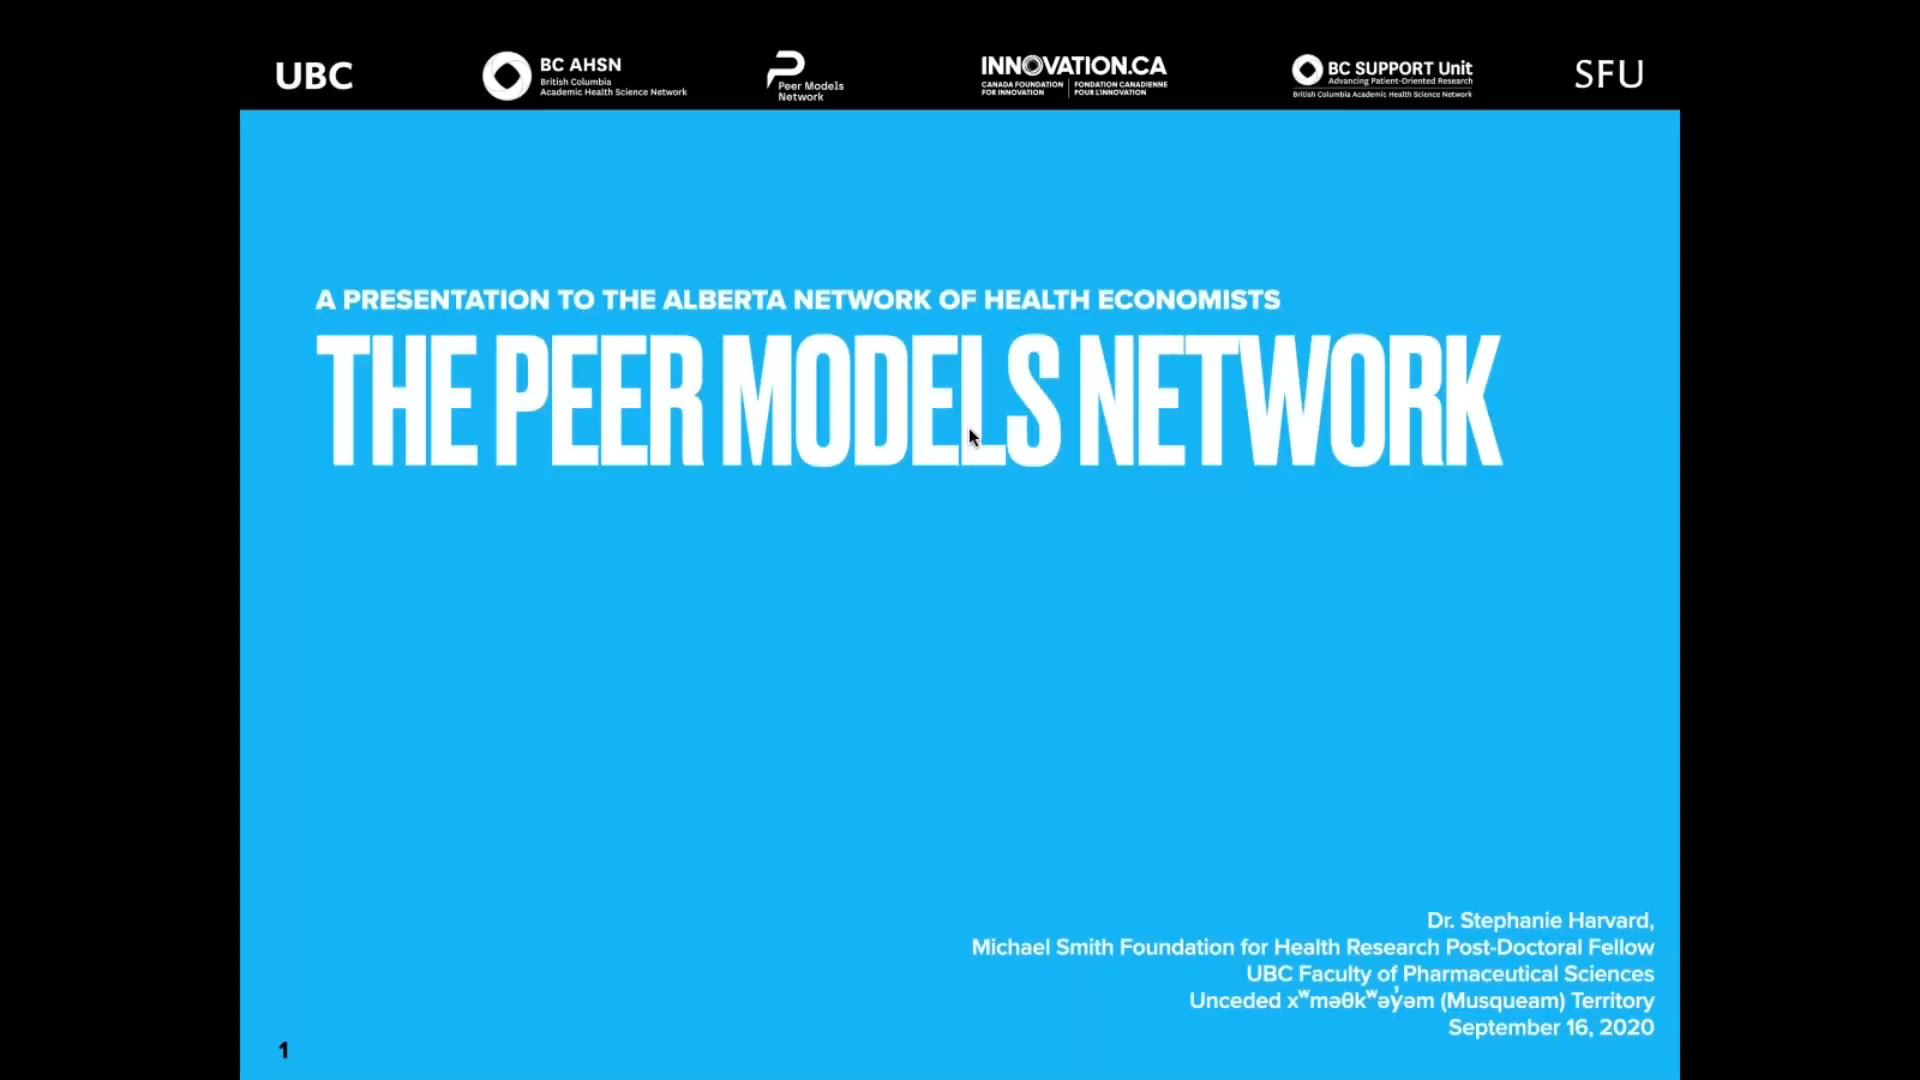 UBC
BC AHSN
British Columbia
Academic Health Science Network
Peer Models
Network
INNOVATION.CA
CANADA FOUNDATION
FOR INNOVATION
FONDATION CANADIENNE
POUR L'INNOVATION
BC SUPPORT Unit
Advancing Patient-Oriented Research
British Columbia Academic Health Science Network
SFU
A PRESENTATION TO THE ALBERTA NETWORK OF HEALTH ECONOMISTS
THE PEER MODELS NETWORK
Dr. Stephanie Harvard,
Michael Smith Foundation for Health Research Post-Doctoral Fellow
UBC Faculty of Pharmaceutical Sciences
Unceded xʷməθkʷəy̓əm (Musqueam) Territory
September 16, 2020
1